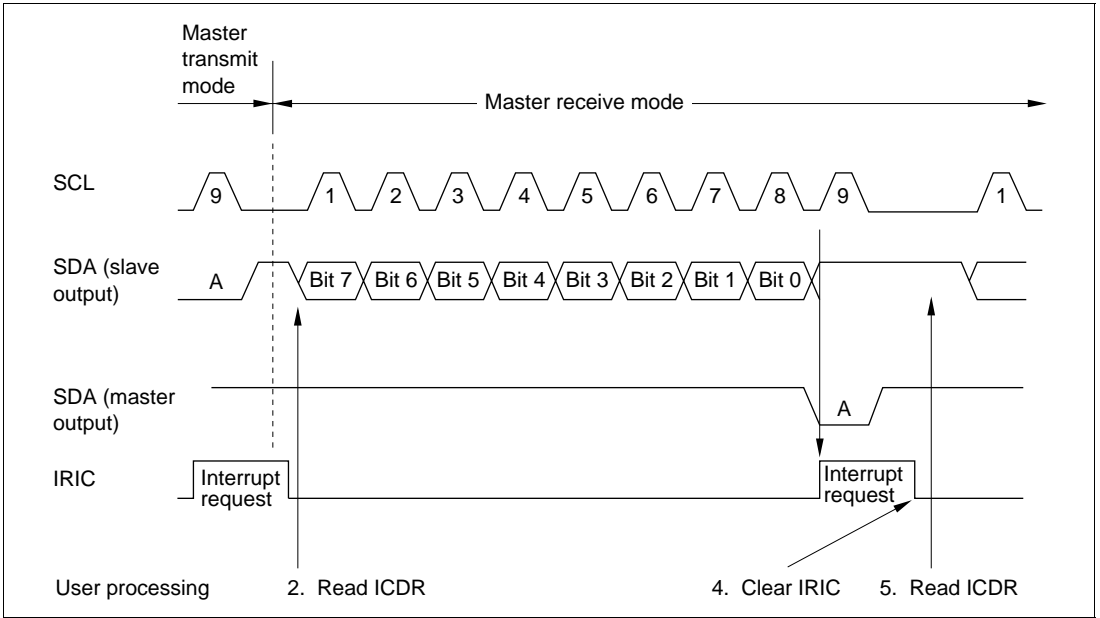 Master
transmit
mode
Master receive mode
SCL
9
1
2
3
4
5
6
7
8
9
1
SDA (slave
output)
A
Bit 7
Bit 6
Bit 5
Bit 4
Bit 3
Bit 2
Bit 1
Bit 0
SDA (master
output)
A
IRIC
Interrupt
request
Interrupt
request
User processing
2. Read ICDR
4. Clear IRIC
5. Read ICDR